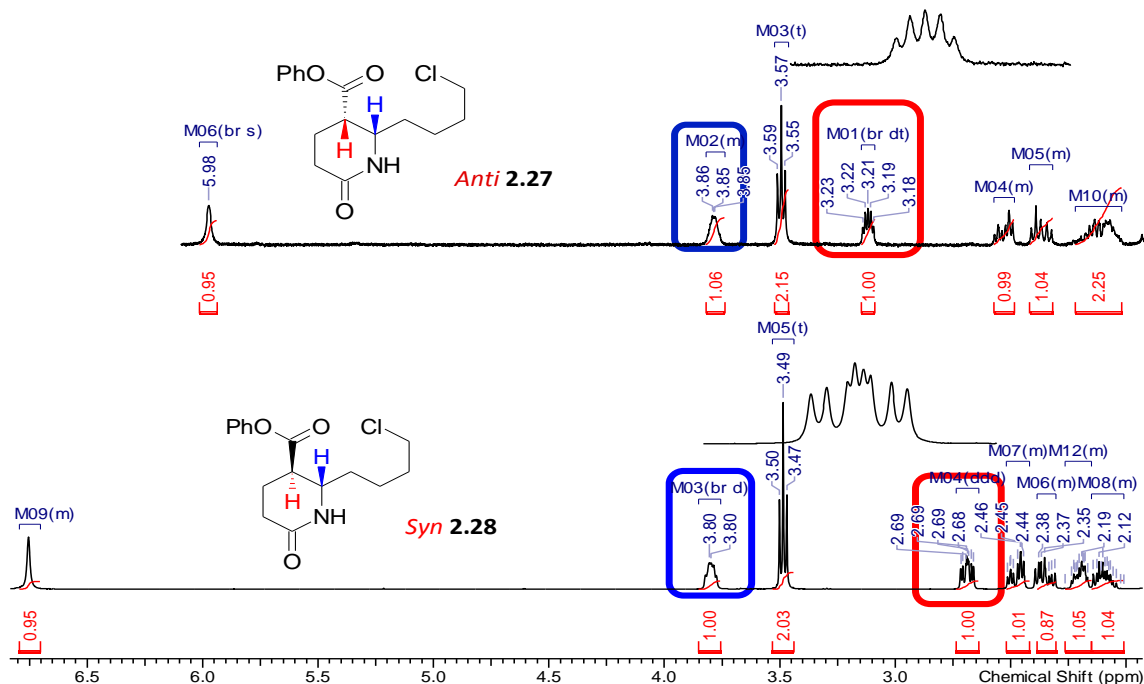 M03(t)
3.57
3.59
3.55
PhO
O
Cl
H
H
NH
O
Anti 2.27
M06(br s)
5.98
M02(m)
3.86
3.85
3.85
M01(br dt)
3.23
3.22
3.21
3.19
3.18
M05(m)
M04(m)
M10(m)
0.95
1.06
2.15
1.00
0.99
1.04
2.25
M05(t)
3.49
3.50
3.47
PhO
O
Cl
H
H
NH
O
Syn 2.28
M09(m)
M03(br d)
3.80
3.80
M07(m)
M12(m)
M04(ddd)
M06(m)
M08(m)
2.69
2.69
2.69
2.68
2.46
2.45
2.44
2.38
2.37
2.35
2.19
2.12
0.95
1.00
2.03
1.00
1.01
0.87
1.05
1.04
6.5 6.0 5.5 5.0 4.5 4.0 3.5 3.0 Chemical Shift (ppm)